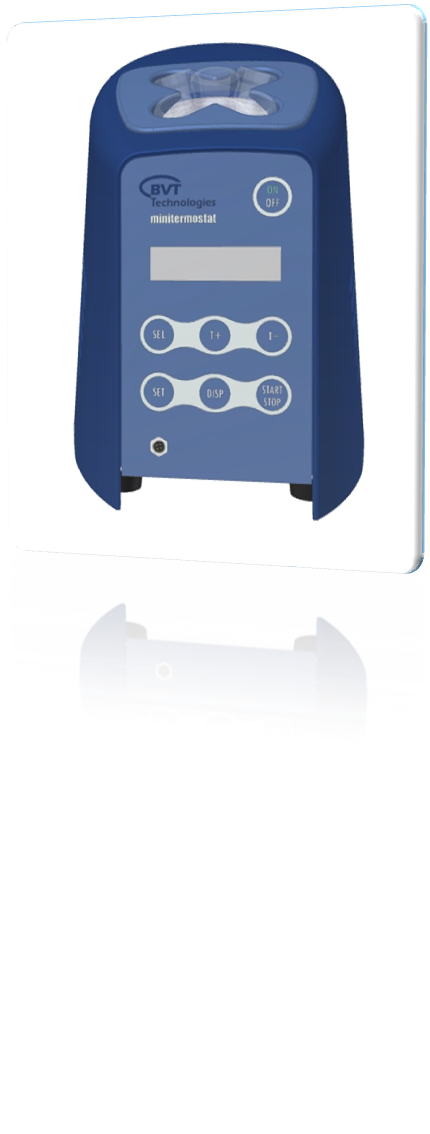 BVT
Technologies
minitermostat
ON
OFF
SEL
T+
T-
SET
DISP
START
STOP